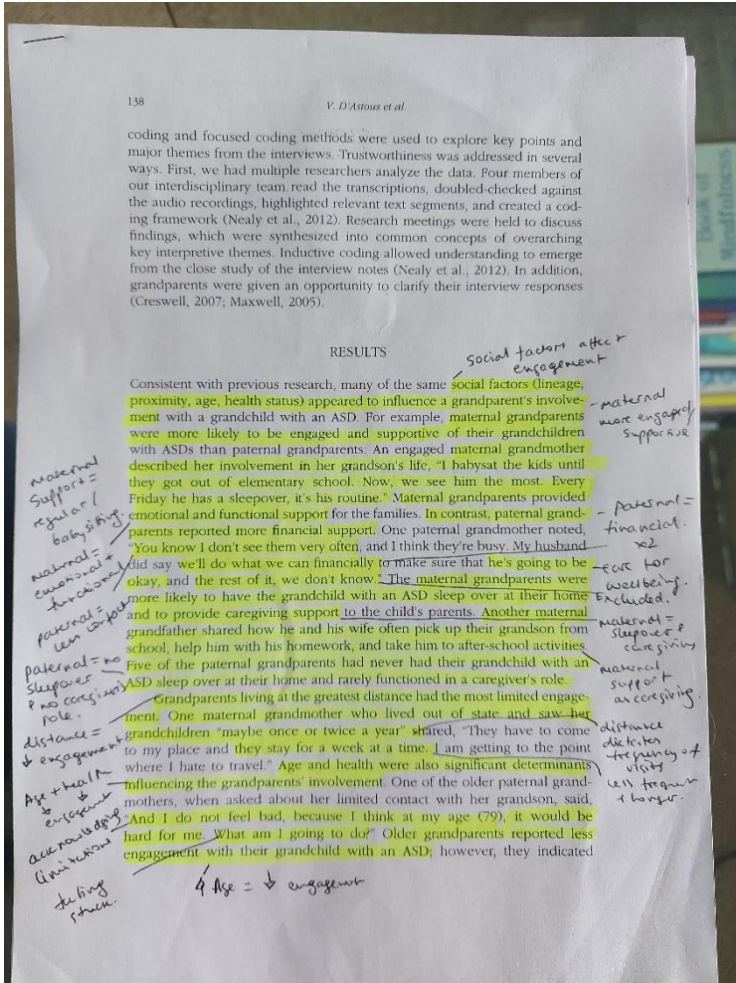 138
V. D'Astous et al.
coding and focused coding methods were used to explore key points and
major themes from the interviews. Trustworthiness was addressed in several
ways. First, we had multiple researchers analyze the data. Four members of
our interdisciplinary team read the transcriptions, doubled-checked against
the audio recordings, highlighted relevant text segments, and created a cod-
ing framework (Nealy et al., 2012). Research meetings were held to discuss
findings, which were synthesized into common concepts of overarching
key interpretive themes. Inductive coding allowed understanding to emerge
from the close study of the interview notes (Nealy et al., 2012). In addition,
grandparents were given an opportunity to clarify their interview responses
(Creswell, 2007; Maxwell, 2005).
RESULTS
social factors affect
engagement
Consistent with previous research, many of the same social factors (lineage,
proximity, age, health status) appeared to influence a grandparent's involve-
ment with a grandchild with an ASD. For example, maternal grandparents
were more likely to be engaged and supportive of their grandchildren
with ASDs than paternal grandparents. An engaged maternal grandmother
described her involvement in her grandson's life, "I babysat the kids until
they got out of elementary school. Now, we see him the most. Every
Friday he has a sleepover, it's his routine." Maternal grandparents provided
emotional and functional support for the families. In contrast, paternal grand-
parents reported more financial support. One paternal grandmother noted,
"You know I don't see them very often, and I think they're busy. My husband
did say we'll do what we can financially to make sure that he's going to be
okay, and the rest of it, we don't know." The maternal grandparents were
more likely to have the grandchild with an ASD sleep over at their home
and to provide caregiving support to the child's parents. Another maternal
grandfather shared how he and his wife often pick up their grandson from
school, help him with his homework, and take him to after-school activities.
Five of the paternal grandparents had never had their grandchild with an
ASD sleep over at their home and rarely functioned in a caregiver's role.
Grandparents living at the greatest distance had the most limited engage-
ment. One maternal grandmother who lived out of state and saw her
grandchildren "maybe once or twice a year" shared, "They have to come
to my place and they stay for a week at a time. I am getting to the point
where I hate to travel." Age and health were also significant determinants
influencing the grandparents' involvement. One of the older paternal grand-
mothers, when asked about her limited contact with her grandson, said,
"And I do not feel bad, because I think at my age (79), it would be
hard for me. What am I going to do?" Older grandparents reported less
engagement with their grandchild with an ASD; however, they indicated
maternal
support =
regular /
babysitting.
maternal =
emotional +
functional
paternal =
less contact
paternal = no
sleepover
& no caregiving
role.
distance =
↓ engagement
Age + health
↓ ↓
engagement
acknowledging
limitations
feeling
stuck.
↑ Age = ↓ engagement
- maternal
more engaged/
supportive
- paternal =
financial.
x2
- care for
wellbeing.
Excluded.
maternal =
sleepover &
caregiving
maternal
support
as caregiving.
distance
dictates
frequency of
visits
less frequent
+ longer.
Book of
Mindfulness